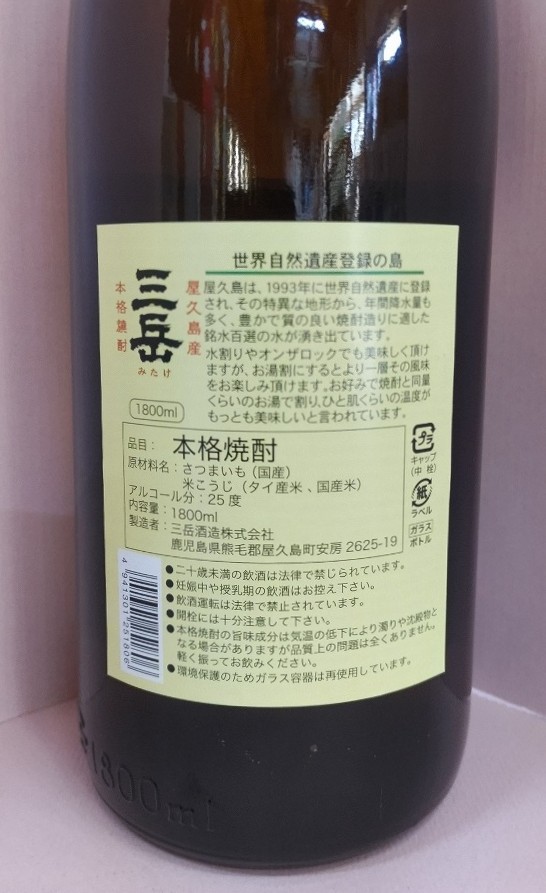 世界自然遺産登録の島
屋久島産
三岳
みたけ
本格焼酎
1800ml
屋久島は、1993年に世界自然遺産に登録
され、その特異な地形から、年間降水量も
多く、豊かで質の良い焼酎造りに適した
銘水百選の水が湧き出ています。
水割りやオンザロックでも美味しく頂け
ますが、お湯割にするとより一層その風味
をお楽しみ頂けます。お好みで焼酎と同量
くらいのお湯で割り、ひと肌くらいの温度が
もっとも美味しいと言われています。
品目：本格焼酎
原材料名：さつまいも（国産）
米こうじ（タイ産米、国産米）
アルコール分：25度
内容量：1800ml
製造者：三岳酒造株式会社
鹿児島県熊毛郡屋久島町安房2625-19
プラ
キャップ
（中 栓）
紙
ラベル
ガラス
ボトル
●二十歳未満の飲酒は法律で禁じられています。
●妊娠中や授乳期の飲酒はお控え下さい。
●飲酒運転は法律で禁止されています。
●開栓には十分注意して下さい。
●本格焼酎の旨味成分は気温の低下により濁りや沈殿物と
なる場合がありますが品質上の問題は全くありません。
軽く振ってお飲みください。
●環境保護のためガラス容器は再使用しています。
4 941301 251806
1800ml